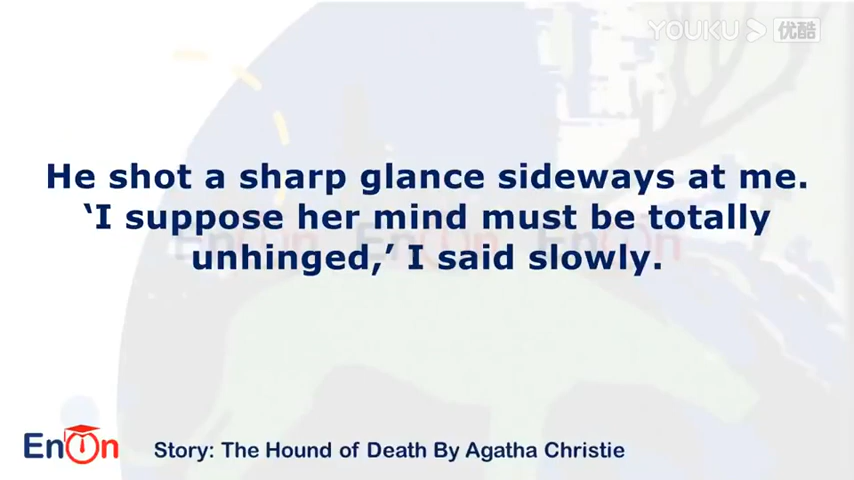 YOUKU 优酷
He shot a sharp glance sideways at me.
‘I suppose her mind must be totally
unhinged,’ I said slowly.
EnOn
Story: The Hound of Death By Agatha Christie